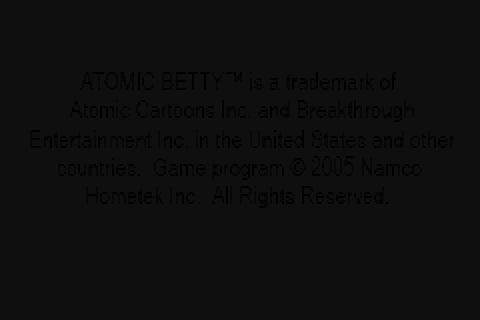 ATOMIC BETTY™ is a trademark of
Atomic Cartoons Inc. and Breakthrough
Entertainment Inc. in the United States and other
countries. Game program © 2005 Namco
Hometek Inc. All Rights Reserved.